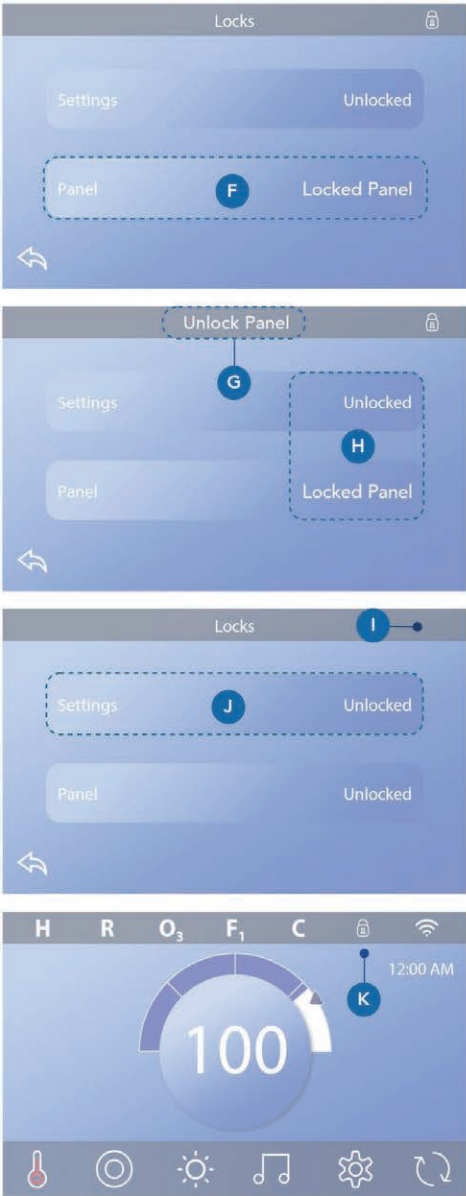 Locks
Settings Unlocked
Panel F Locked Panel
Unlock Panel
G
Settings Unlocked
H
Panel Locked Panel
Locks I
Settings J Unlocked
Panel Unlocked
H R O₃ F₁ C
12:00 AM
K
100